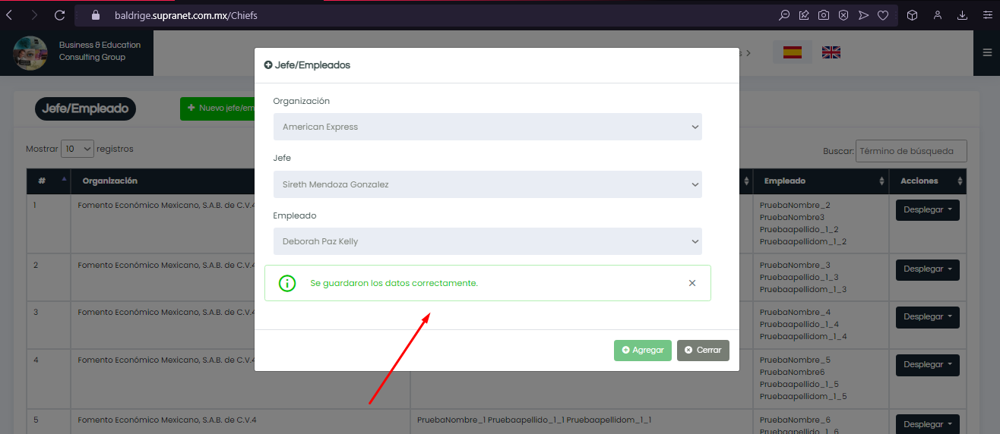 baldrige.supranet.com.mx/Chiefs
Business & Education
Consulting Group
Jefe/Empleados
Organización
American Express
Jefe
Sireth Mendoza Gonzalez
Empleado
Deborah Paz Kelly
Se guardaron los datos correctamente.
Agregar
Cerrar
Jefe/Empleado
Nuevo jefe/em
Mostrar 10 registros
Buscar: Término de búsqueda
# Organización Empleado Acciones
1 Fomento Económico Mexicano, S.A.B. de C.V.4 PruebaNombre_2 Desplegar
PruebaNombre3
Pruebaapellido_1_2
Pruebaapellidom_1_2
2 Fomento Económico Mexicano, S.A.B. de C.V.4 PruebaNombre_3 Desplegar
Pruebaapellido_1_3
Pruebaapellidom_1_3
3 Fomento Económico Mexicano, S.A.B. de C.V.4 PruebaNombre_4 Desplegar
Pruebaapellido_1_4
Pruebaapellidom_1_4
4 Fomento Económico Mexicano, S.A.B. de C.V.4 PruebaNombre_5 Desplegar
PruebaNombre6
Pruebaapellido_1_5
Pruebaapellidom_1_5
5 Fomento Económico Mexicano, S.A.B. de C.V.4 PruebaNombre_1 Pruebaapellido_1_1 Pruebaapellidom_1_1 PruebaNombre_6 Desplegar
Pruebaapellido_1_6